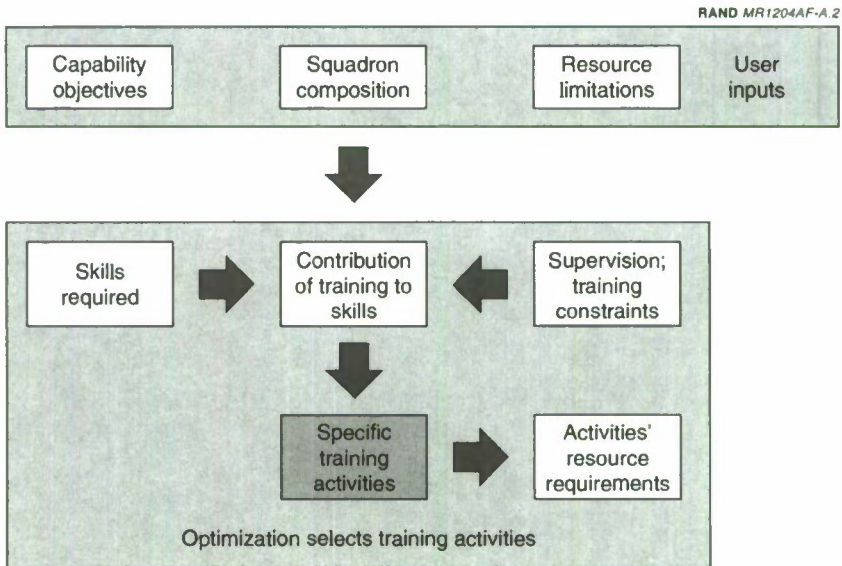 RAND MR1204AF-A.2
Capability
objectives
Squadron
composition
Resource
limitations
User
inputs
Skills
required
Contribution
of training to
skills
Supervision;
training
constraints
Specific
training
activities
Activities'
resource
requirements
Optimization selects training activities